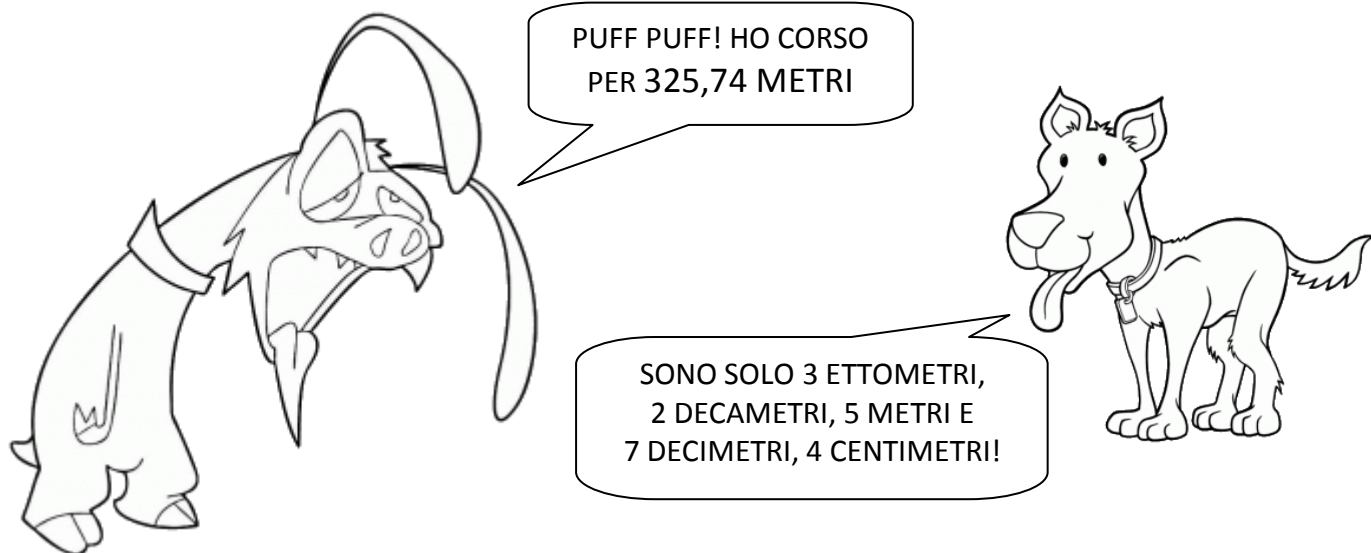 PUFF PUFF! HO CORSO
PER 325,74 METRI
SONO SOLO 3 ETTOMETRI,
2 DECAMETRI, 5 METRI E
7 DECIMETRI, 4 CENTIMETRI!